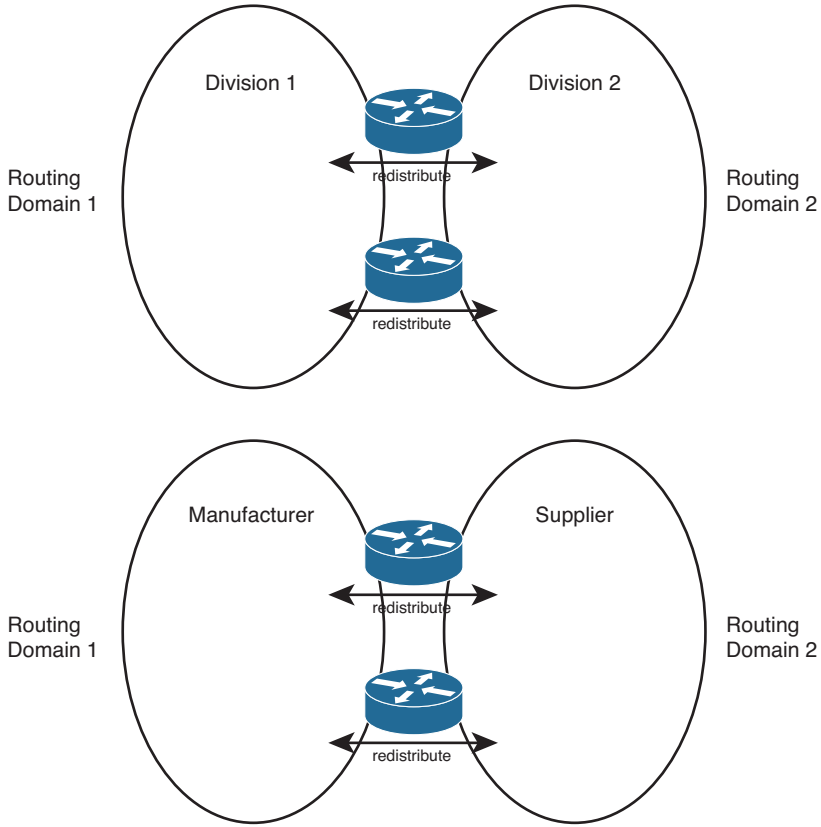 Division 1
Division 2
redistribute
Routing
Domain 1
Routing
Domain 2
redistribute
Manufacturer
Supplier
redistribute
Routing
Domain 1
Routing
Domain 2
redistribute